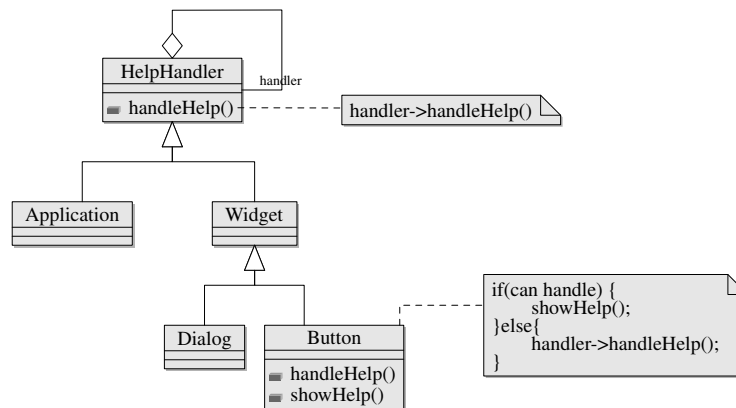 HelpHandler
handler
handleHelp()
handler->handleHelp()
Application
Widget
Dialog
Button
handleHelp()
showHelp()
if(can handle) {
showHelp();
}else{
handler->handleHelp();
}